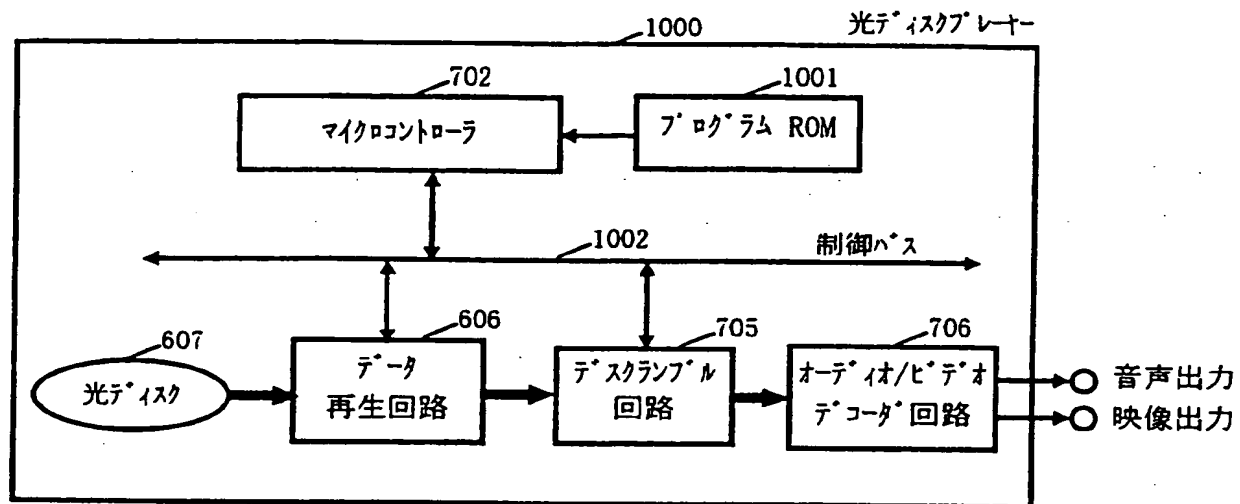 1000
光ディスクプレーヤー
702
マイクロコントローラ
1001
プログラム ROM
1002
制御バス
607
光ディスク
606
データ
再生回路
705
デスクランブル
回路
706
オーディオ/ビデオ
デコーダ回路
音声出力
映像出力